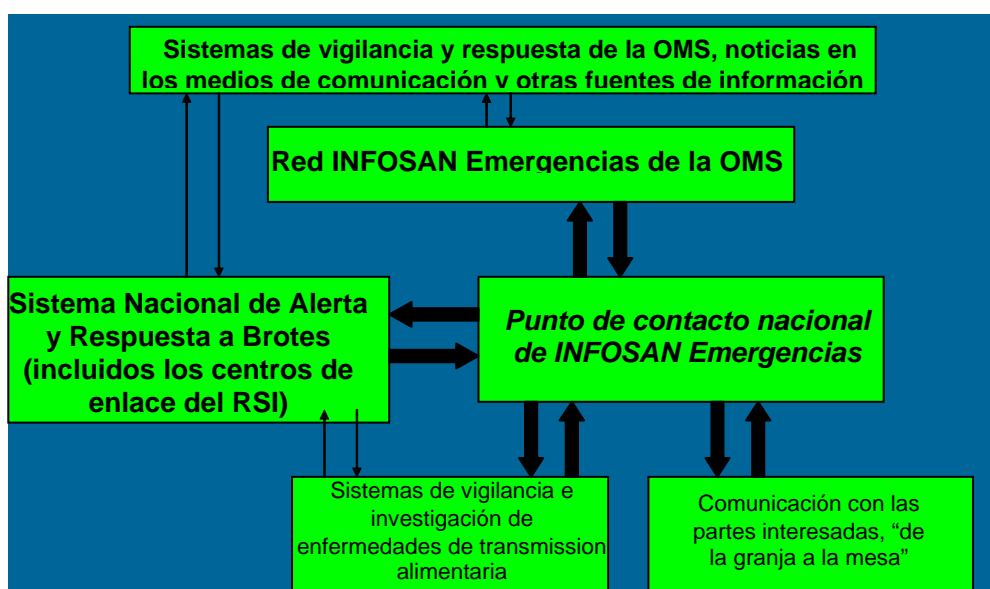 Sistemas de vigilancia y respuesta de la OMS, noticias en
los medios de comunicación y otras fuentes de información
Red INFOSAN Emergencias de la OMS
Sistema Nacional de Alerta
y Respuesta a Brotes
(incluidos los centros de
enlace del RSI)
Punto de contacto nacional
de INFOSAN Emergencias
Sistemas de vigilancia e
investigación de
enfermedades de transmission
alimentaria
Comunicación con las
partes interesadas, “de
la granja a la mesa”